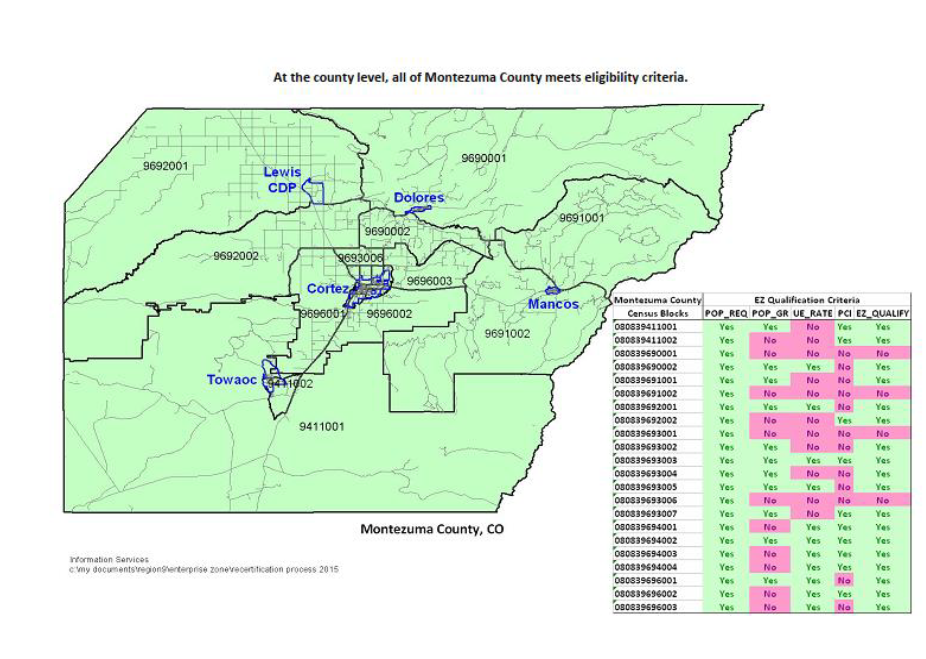 At the county level, all of Montezuma County meets eligibility criteria.
9692001
9690001
Lewis
CDP
Dolores
9691001
9690002
9692002
9693006
9696003
Cortez
Mancos
9696001
9696002
9691002
Towaoc
9411002
9411001
Montezuma County, CO
Information Services
c:\my documents\region9\enterprise zone\recertification process 2015
Montezuma County EZ Qualification Criteria
Census Blocks POP_REQ POP_GR UE_RATE PCI EZ_QUALIFY
080839411001 Yes Yes No Yes Yes
080839411002 Yes No No Yes Yes
080839690001 Yes No No No No
080839690002 Yes Yes Yes No Yes
080839691001 Yes Yes No No Yes
080839691002 Yes No No No No
080839692001 Yes Yes Yes No Yes
080839692002 Yes No No Yes Yes
080839693001 Yes No No No No
080839693002 Yes Yes No No Yes
080839693003 Yes Yes Yes Yes Yes
080839693004 Yes Yes No No Yes
080839693005 Yes Yes Yes No Yes
080839693006 Yes No No No No
080839693007 Yes Yes No Yes Yes
080839694001 Yes No Yes Yes Yes
080839694002 Yes Yes Yes Yes Yes
080839694003 Yes No Yes Yes Yes
080839694004 Yes No Yes Yes Yes
080839696001 Yes Yes Yes No Yes
080839696002 Yes No Yes Yes Yes
080839696003 Yes No Yes No Yes